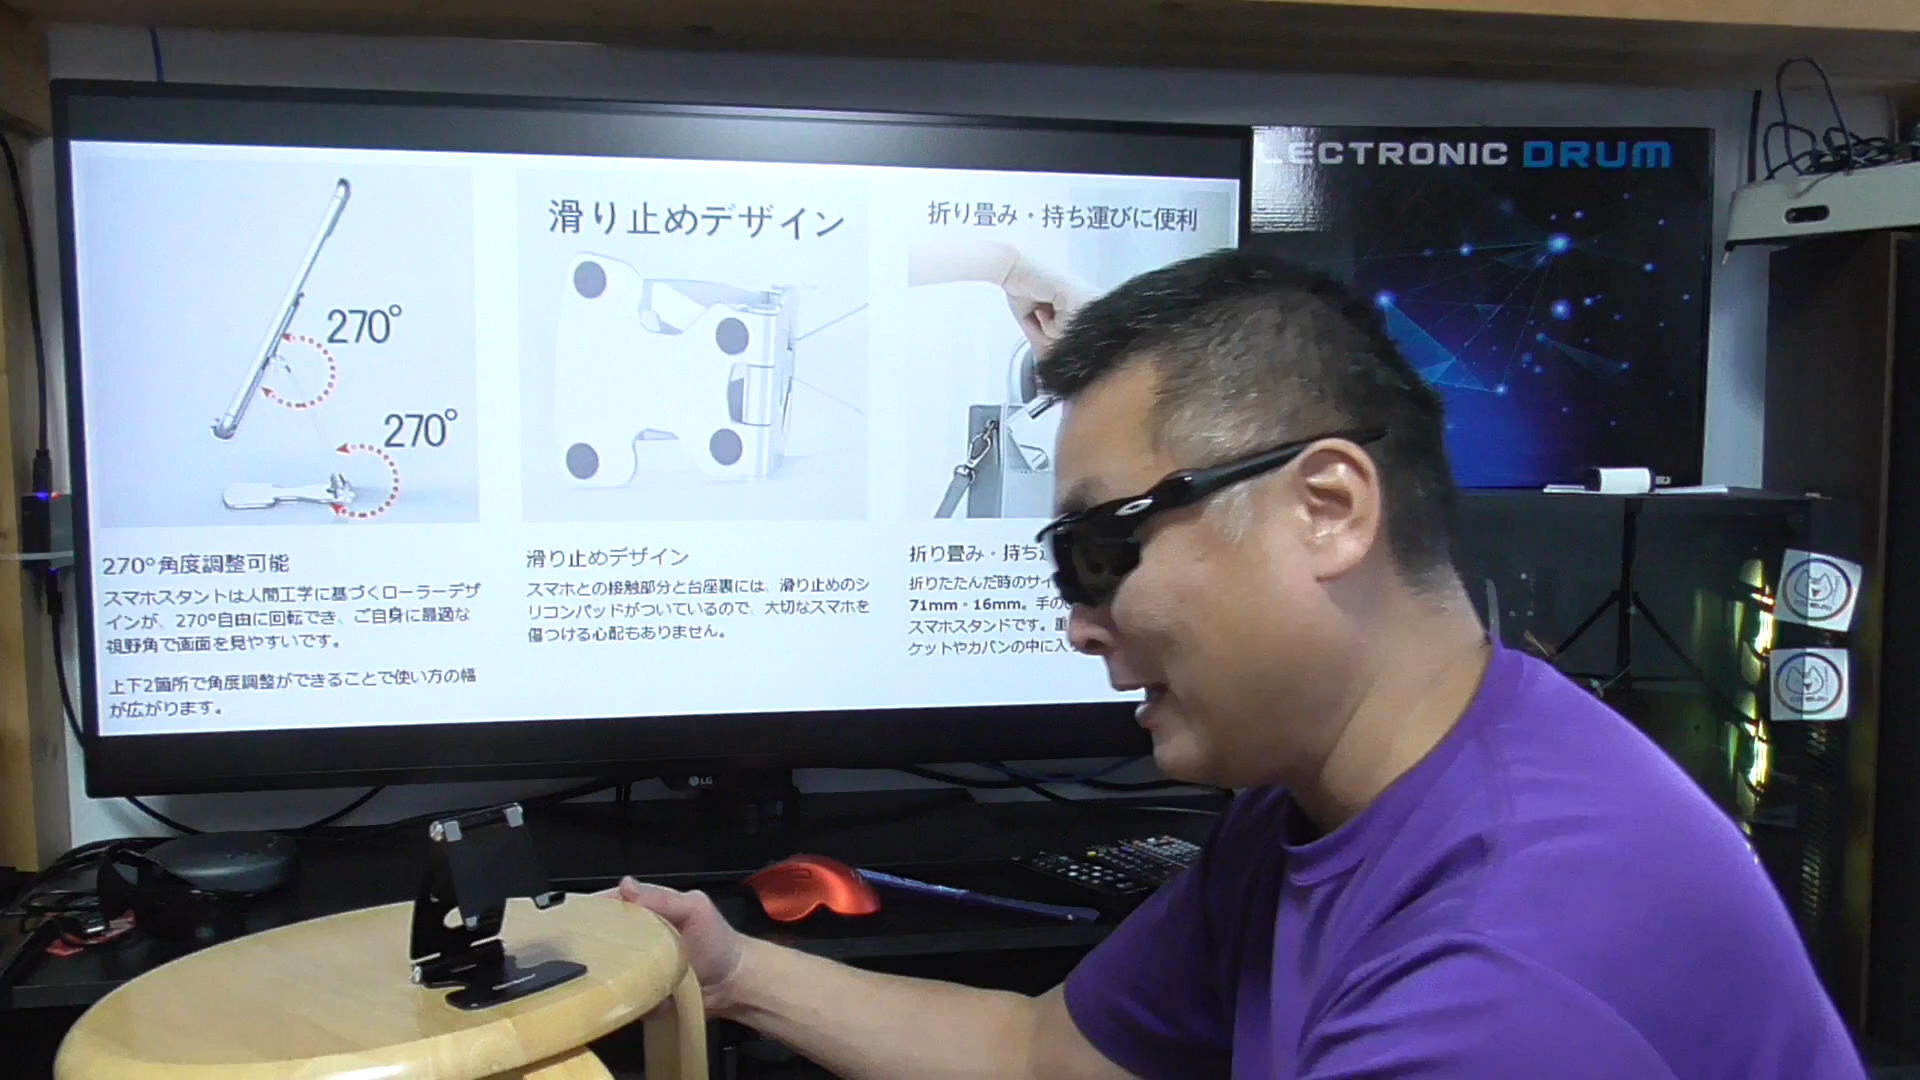 ECTRONIC DRUM
270°
270°
270°角度調整可能
スマホスタントは人間工学に基づくローラーデザ
インが、270°自由に回転でき、ご自身に最適な
視野角で画面を見やすいです。
上下2箇所で角度調整ができることで使い方の幅
が広がります。
滑り止めデザイン
滑り止めデザイン
スマホとの接触部分と台座裏には、滑り止めのシ
リコンパッドがついているので、大切なスマホを
傷つける心配もありません。
折り畳み・持ち運びに便利
折り畳み・持ち
折りたたんだ時のサイ
71mm・16mm。手の
スマホスタンドです。重
ケットやカバンの中に入
LG